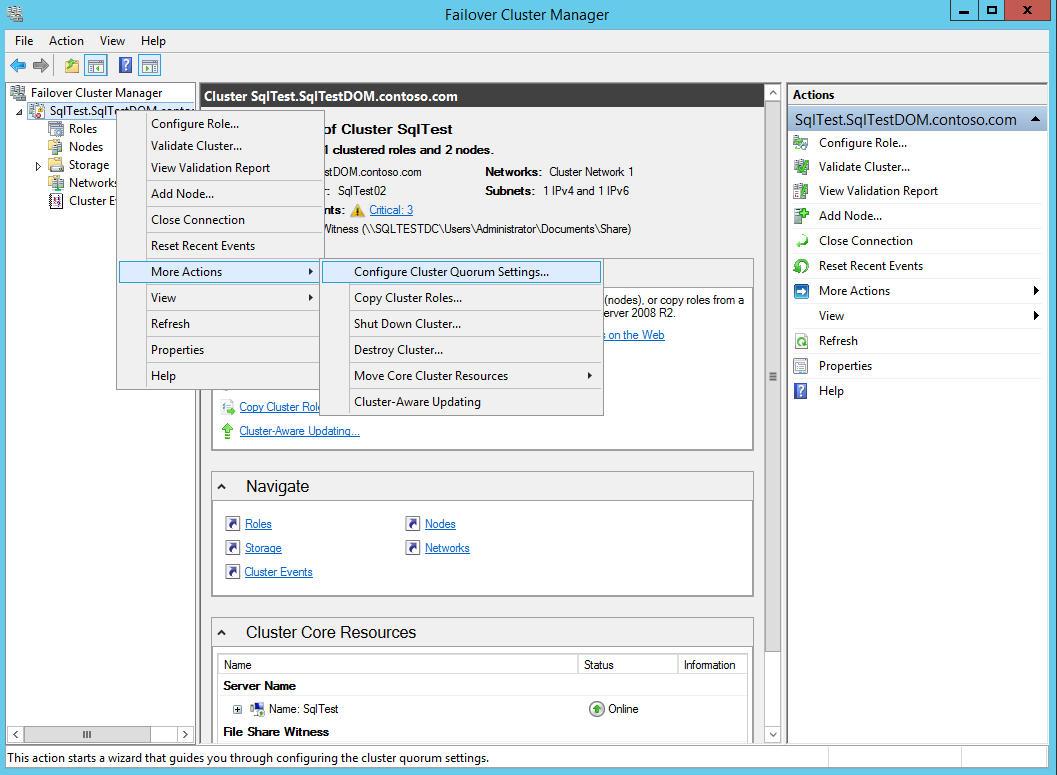 Failover Cluster Manager
File Action View Help
Failover Cluster Manager
SqlTest.SqlTestDOM.contoso
Roles
Nodes
Storage
Networks
Cluster
Configure Role...
Validate Cluster...
View Validation Report
Add Node...
Close Connection
Reset Recent Events
More Actions
View
Refresh
Properties
Help
Configure Cluster Quorum Settings...
Copy Cluster Roles...
Shut Down Cluster...
Destroy Cluster...
Move Core Cluster Resources
Cluster-Aware Updating
Cluster SqlTest.SqlTestDOM.contoso.com
of Cluster SqlTest
1 clustered roles and 2 nodes.
stDOM.contoso.com Networks: Cluster Network 1
SqlTest02 Subnets: 1 IPv4 and 1 IPv6
nts: Critical: 3
Witness (\\SQLTESTDC\Users\Administrator\Documents\Share)
(nodes), or copy roles from a
erver 2008 R2.
s on the Web
Copy Cluster
Cluster-Aware Updating...
Navigate
Roles Nodes
Storage Networks
Cluster Events
Cluster Core Resources
Name Status Information
Server Name
Name: SqlTest Online
File Share Witness
Actions
SqlTest.SqlTestDOM.contoso.com
Configure Role...
Validate Cluster...
View Validation Report
Add Node...
Close Connection
Reset Recent Events
More Actions
View
Refresh
Properties
Help
This action starts a wizard that guides you through configuring the cluster quorum settings.